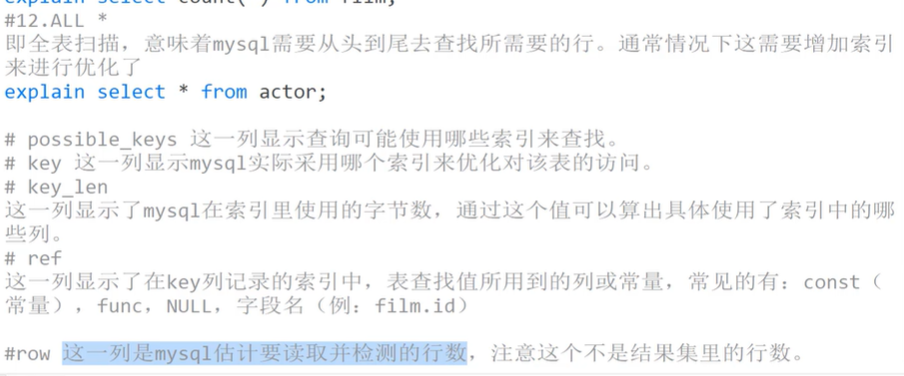 explain select count(*) from film;
#12.ALL *
即全表扫描，意味着mysql需要从头到尾去查找所需要的行。通常情况下这需要增加索引
来进行优化了
explain select * from actor;
# possible_keys 这一列显示查询可能使用哪些索引来查找。
# key 这一列显示mysql实际采用哪个索引来优化对该表的访问。
# key_len
这一列显示了mysql在索引里使用的字节数，通过这个值可以算出具体使用了索引中的哪
些列。
# ref
这一列显示了在key列记录的索引中，表查找值所用到的列或常量，常见的有：const（
常量），func，NULL，字段名（例：film.id）
#row 这一列是mysql估计要读取并检测的行数，注意这个不是结果集里的行数。